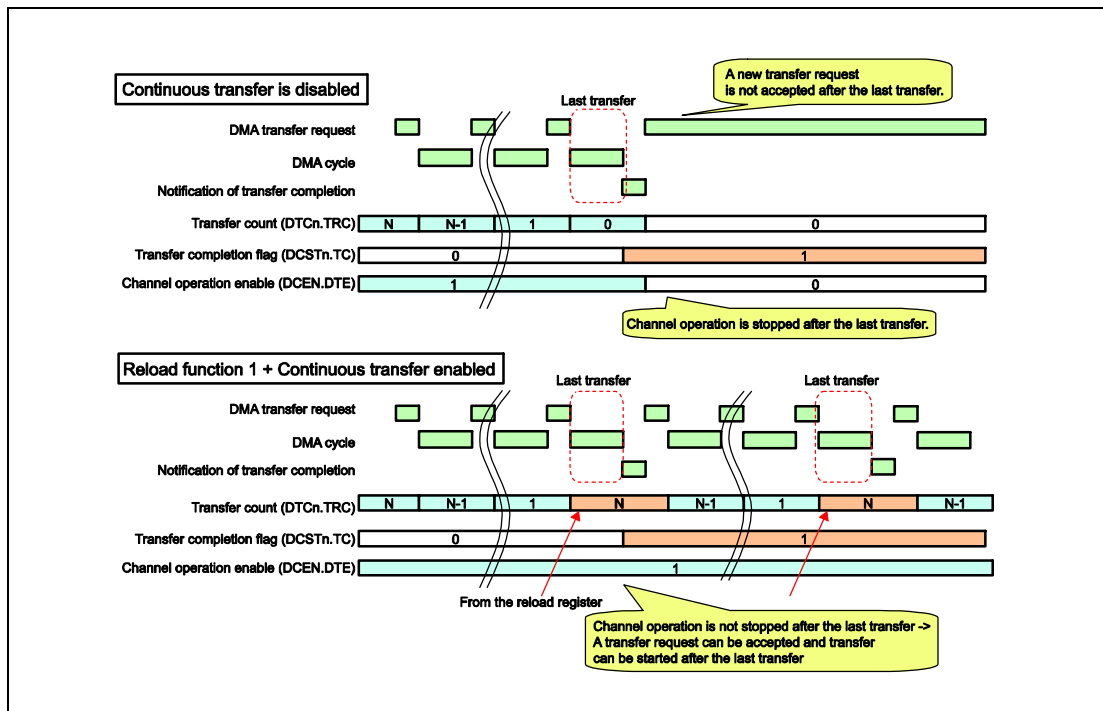 Continuous transfer is disabled
A new transfer request
is not accepted after the last transfer.
Last transfer
DMA transfer request
DMA cycle
Notification of transfer completion
Transfer count (DTCn.TRC)
N
N-1
1
0
0
Transfer completion flag (DCSTn.TC)
0
1
Channel operation enable (DCEN.DTE)
1
0
Channel operation is stopped after the last transfer.
Reload function 1 + Continuous transfer enabled
Last transfer
Last transfer
DMA transfer request
DMA cycle
Notification of transfer completion
Transfer count (DTCn.TRC)
N
N-1
1
N
N-1
1
N
N-1
Transfer completion flag (DCSTn.TC)
0
1
Channel operation enable (DCEN.DTE)
1
From the reload register
Channel operation is not stopped after the last transfer ->
A transfer request can be accepted and transfer
can be started after the last transfer